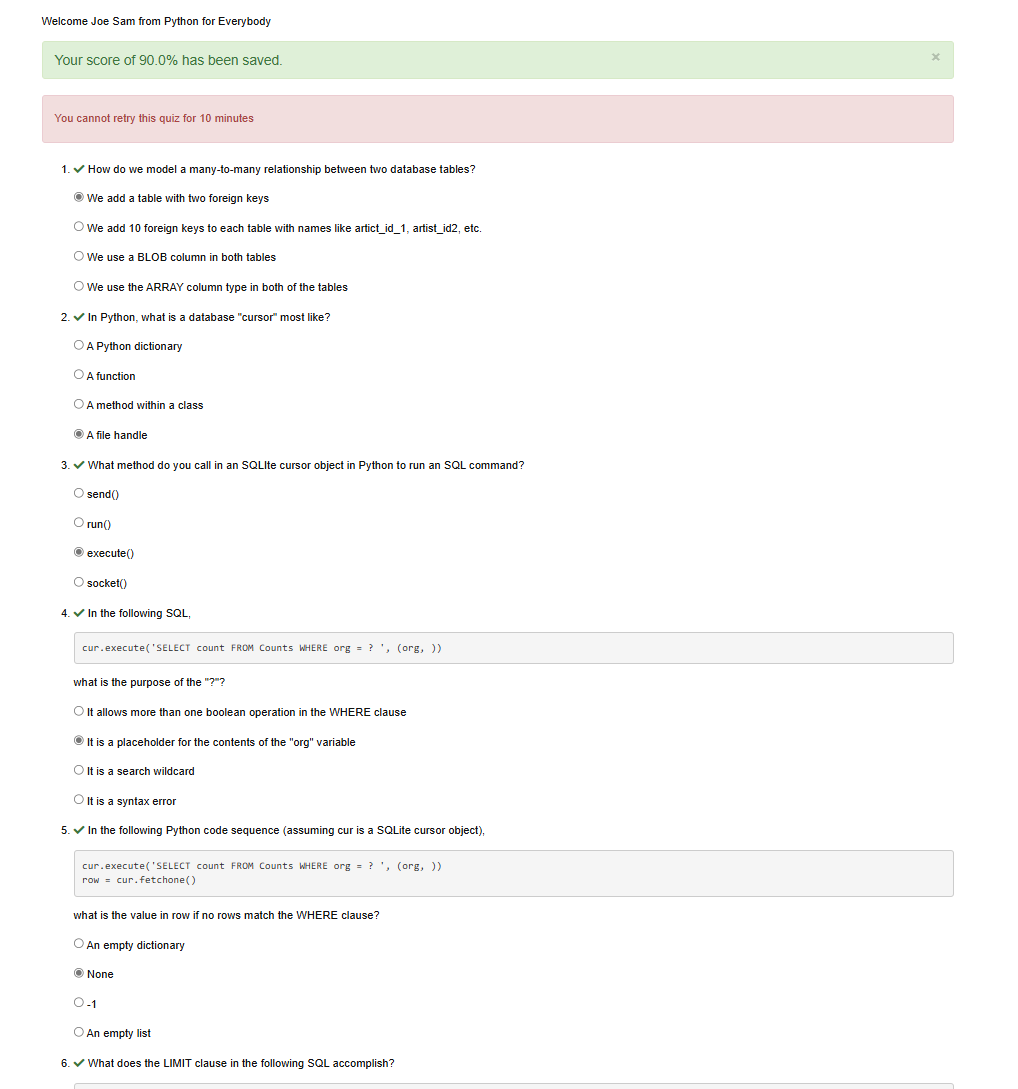 Welcome Joe Sam from Python for Everybody
Your score of 90.0% has been saved.
×
You cannot retry this quiz for 10 minutes
1. ✔ How do we model a many-to-many relationship between two database tables?
We add a table with two foreign keys
We add 10 foreign keys to each table with names like artict_id_1, artist_id2, etc.
We use a BLOB column in both tables
We use the ARRAY column type in both of the tables
2. ✔ In Python, what is a database "cursor" most like?
A Python dictionary
A function
A method within a class
A file handle
3. ✔ What method do you call in an SQLIte cursor object in Python to run an SQL command?
send()
run()
execute()
socket()
4. ✔ In the following SQL,
cur.execute('SELECT count FROM Counts WHERE org = ? ', (org, ))
what is the purpose of the "?"?
It allows more than one boolean operation in the WHERE clause
It is a placeholder for the contents of the "org" variable
It is a search wildcard
It is a syntax error
5. ✔ In the following Python code sequence (assuming cur is a SQLite cursor object),
cur.execute('SELECT count FROM Counts WHERE org = ? ', (org, ))
row = cur.fetchone()
what is the value in row if no rows match the WHERE clause?
An empty dictionary
None
-1
An empty list
6. ✔ What does the LIMIT clause in the following SQL accomplish?